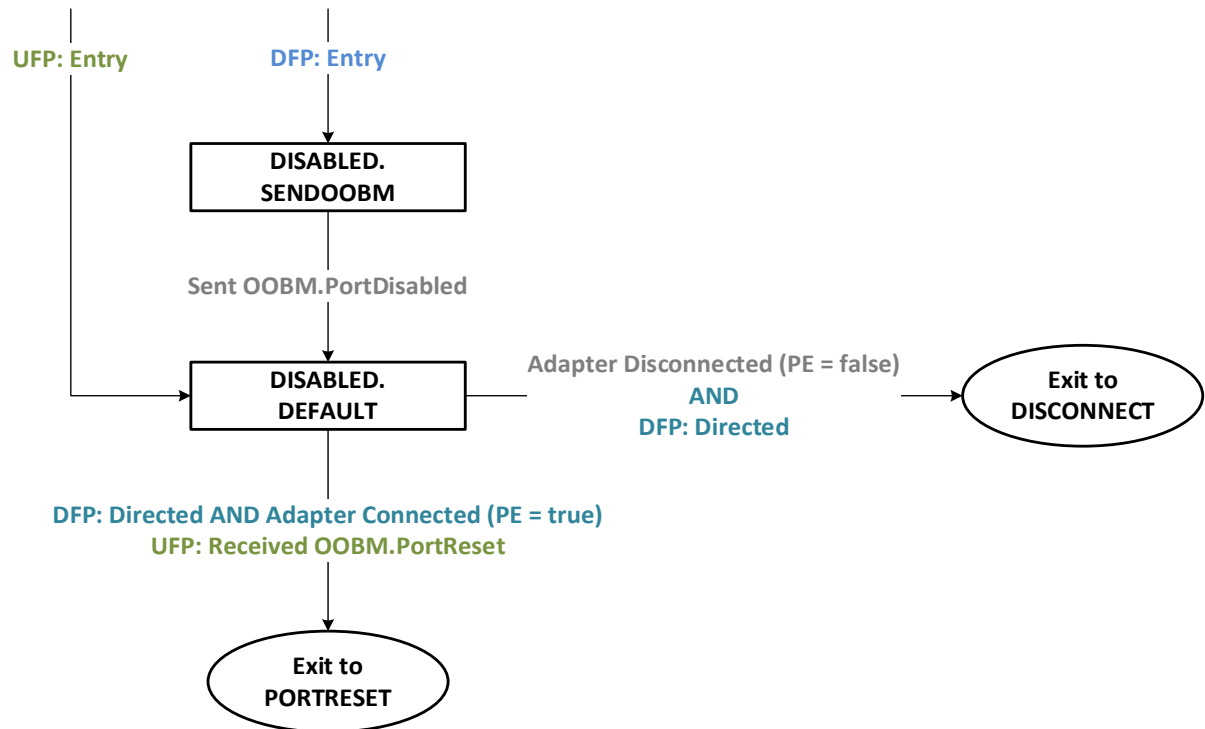 UFP: Entry
DFP: Entry
DISABLED.
SENDOOBM
Sent OOBM.PortDisabled
DISABLED.
DEFAULT
Adapter Disconnected (PE = false)
AND
DFP: Directed
Exit to
DISCONNECT
DFP: Directed AND Adapter Connected (PE = true)
UFP: Received OOBM.PortReset
Exit to
PORTRESET